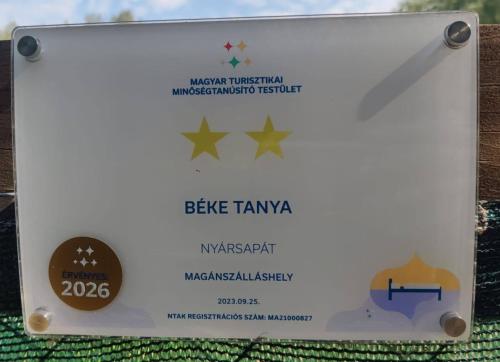 MAGYAR TURISZTIKAI
MINŐSÉGTANÚSÍTÓ TESTÜLET
BÉKE TANYA
NYÁRSAPÁT
MAGÁNSZÁLLÁSHELY
2023.09.25.
NTAK REGISZTRÁCIÓS SZÁM: MA21000827
ÉRVÉNYES:
2026